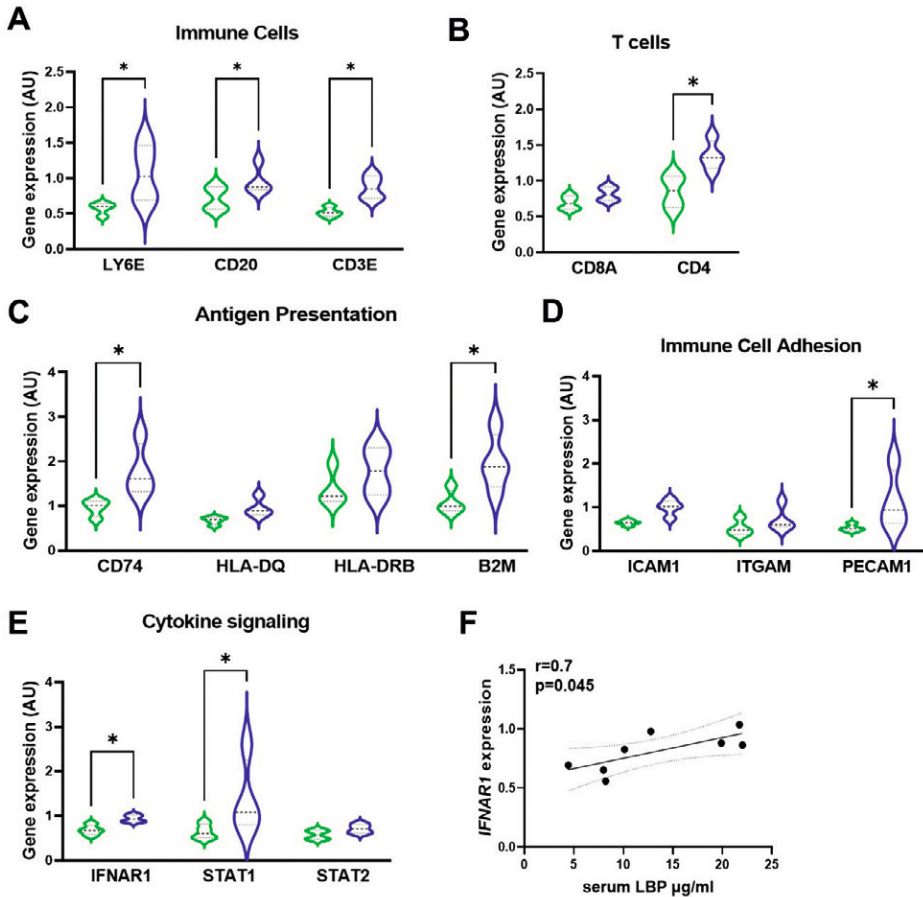 A
Immune Cells
Gene expression (AU)
2.5
2.0
1.5
1.0
0.5
0.0
* * *
LY6E CD20 CD3E
B
T cells
Gene expression (AU)
2.5
2.0
1.5
1.0
0.5
0.0
*
CD8A CD4
C
Antigen Presentation
Gene expression (AU)
4
3
2
1
0
* *
CD74 HLA-DQ HLA-DRB B2M
D
Immune Cell Adhesion
Gene expression (AU)
4
3
2
1
0
*
ICAM1 ITGAM PECAM1
E
Cytokine signaling
Gene expression (AU)
4
3
2
1
0
* *
IFNAR1 STAT1 STAT2
F
r=0.7
p=0.045
IFNAR1 expression
1.5
1.0
0.5
0.0
0 5 10 15 20 25
serum LBP µg/ml